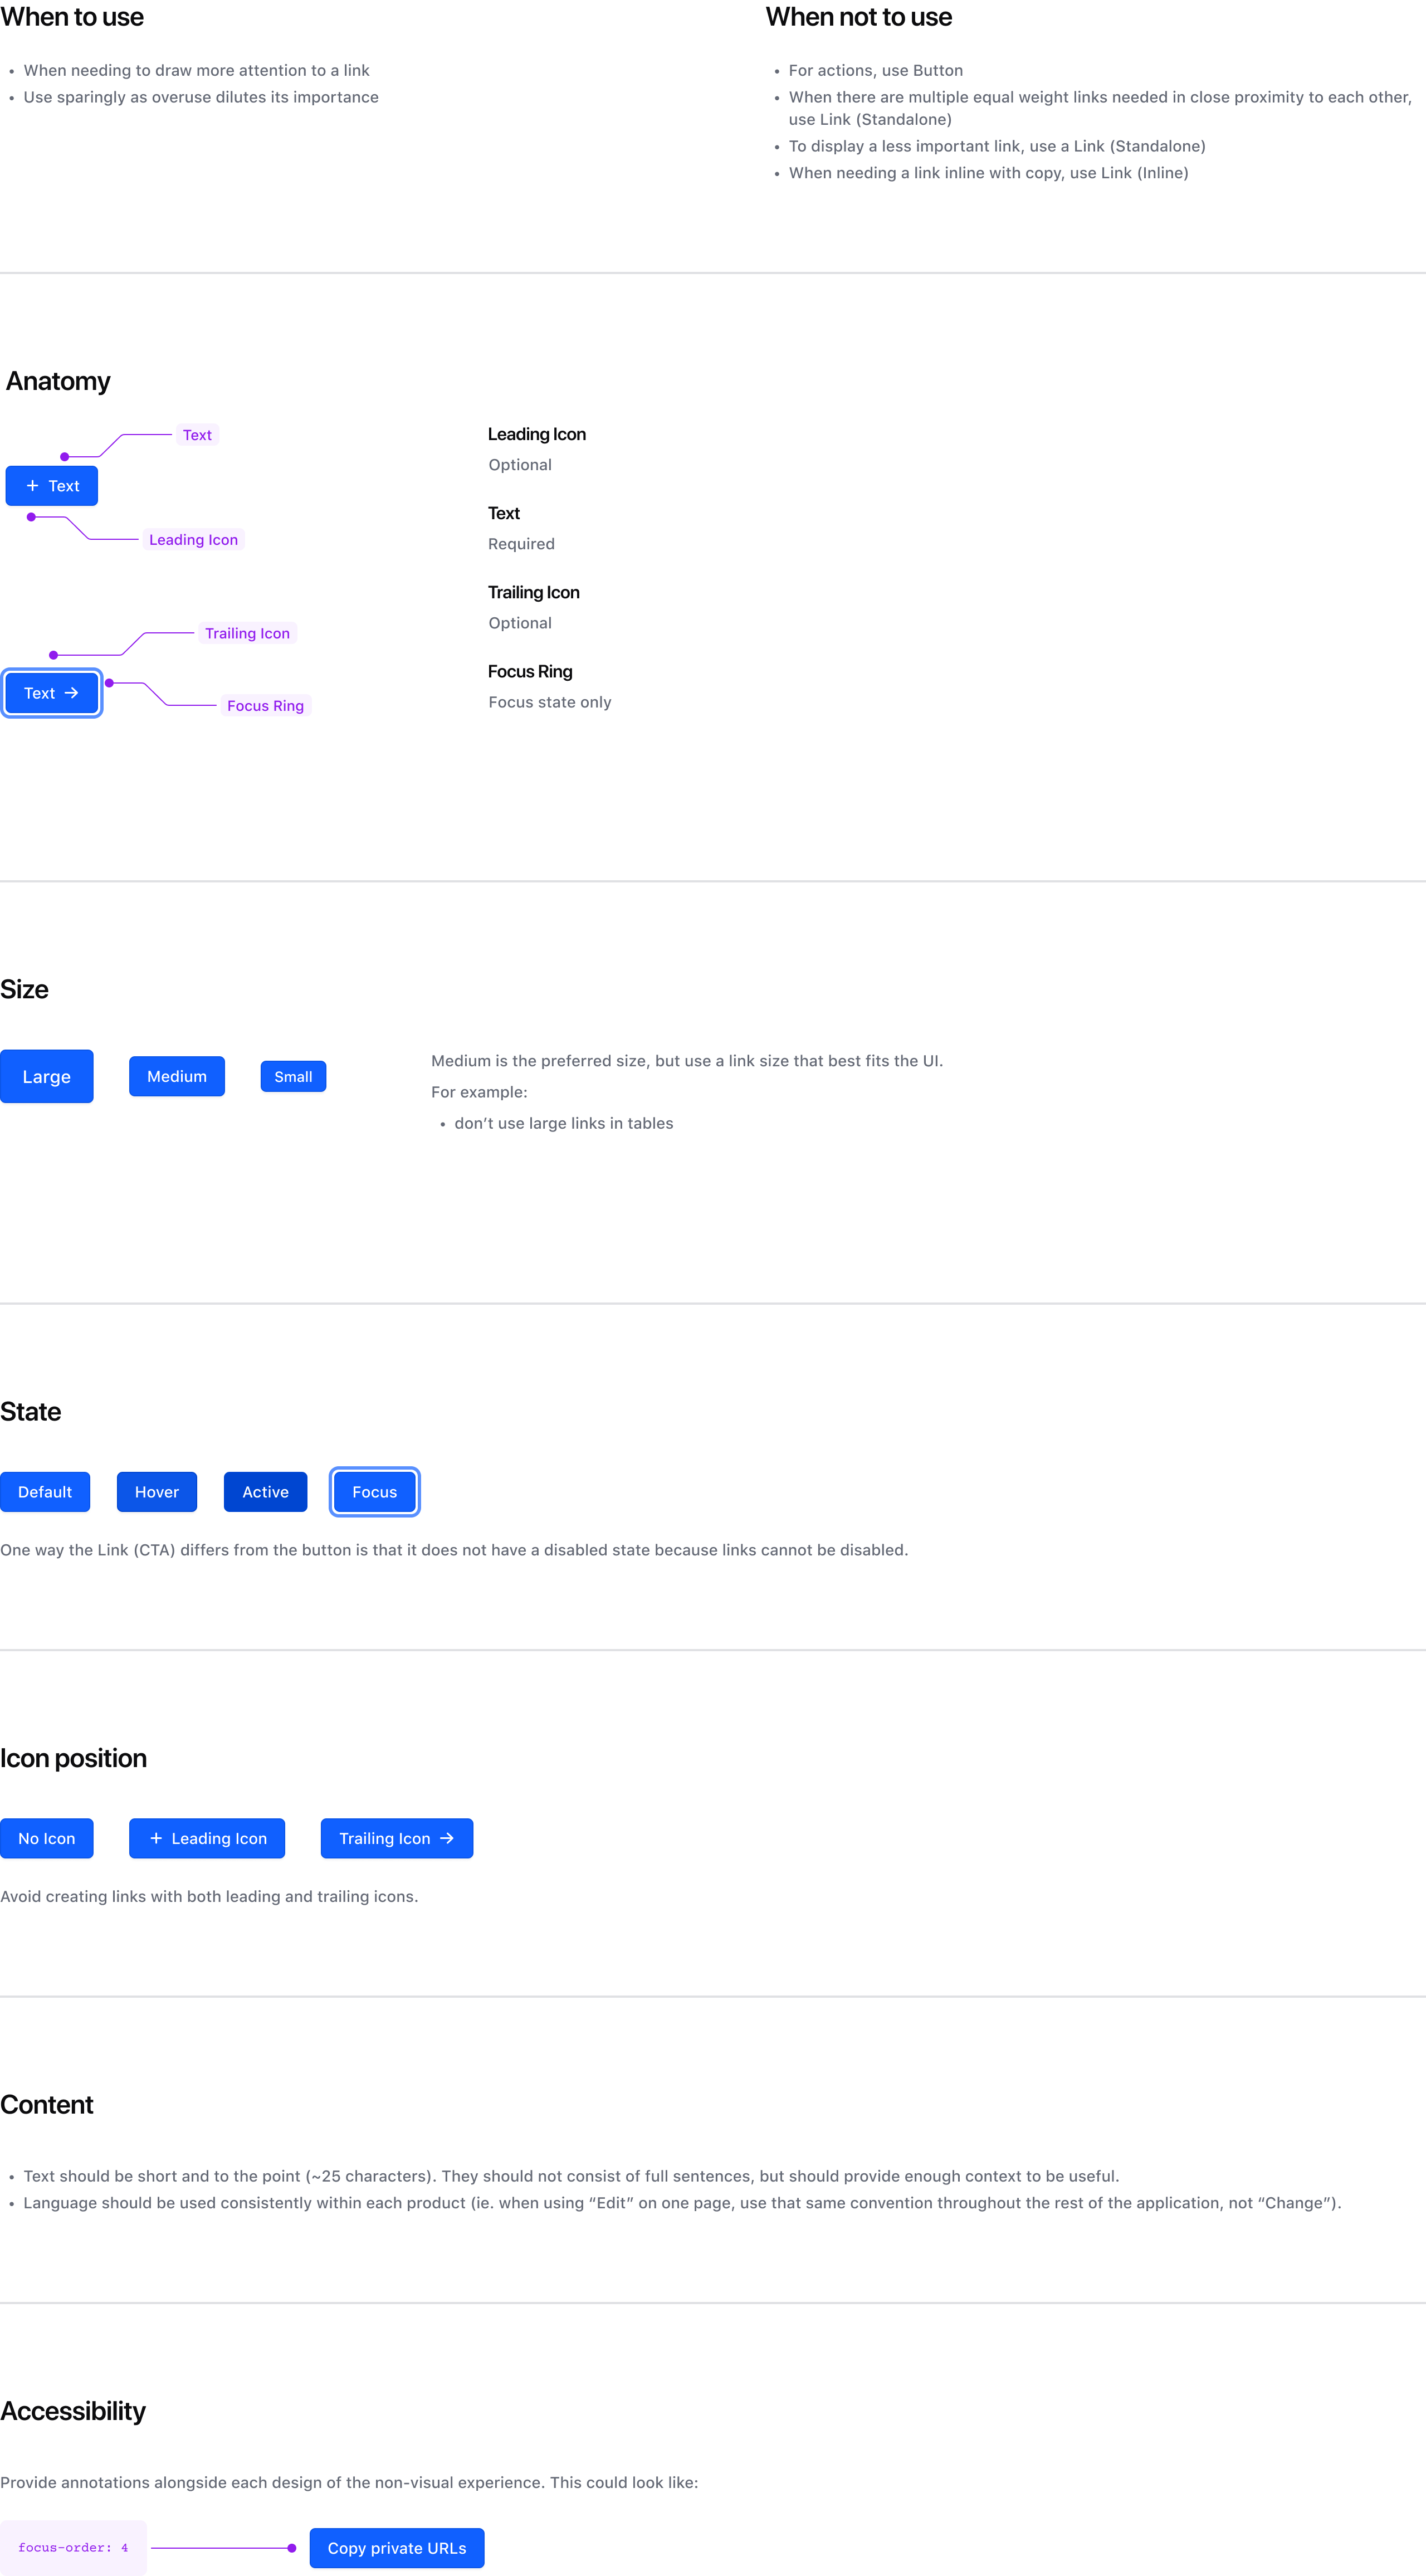 When to use
• When needing to draw more attention to a link
• Use sparingly as overuse dilutes its importance
When not to use
• For actions, use Button
• When there are multiple equal weight links needed in close proximity to each other,
use Link (Standalone)
• To display a less important link, use a Link (Standalone)
• When needing a link inline with copy, use Link (Inline)
Anatomy
Text
+ Text
Leading Icon
Trailing Icon
Text →
Focus Ring
Leading Icon
Optional
Text
Required
Trailing Icon
Optional
Focus Ring
Focus state only
Size
Large
Medium
Small
Medium is the preferred size, but use a link size that best fits the UI.
For example:
• don’t use large links in tables
State
Default
Hover
Active
Focus
One way the Link (CTA) differs from the button is that it does not have a disabled state because links cannot be disabled.
Icon position
No Icon
+ Leading Icon
Trailing Icon →
Avoid creating links with both leading and trailing icons.
Content
• Text should be short and to the point (~25 characters). They should not consist of full sentences, but should provide enough context to be useful.
• Language should be used consistently within each product (ie. when using “Edit” on one page, use that same convention throughout the rest of the application, not “Change”).
Accessibility
Provide annotations alongside each design of the non-visual experience. This could look like:
focus-order: 4
Copy private URLs